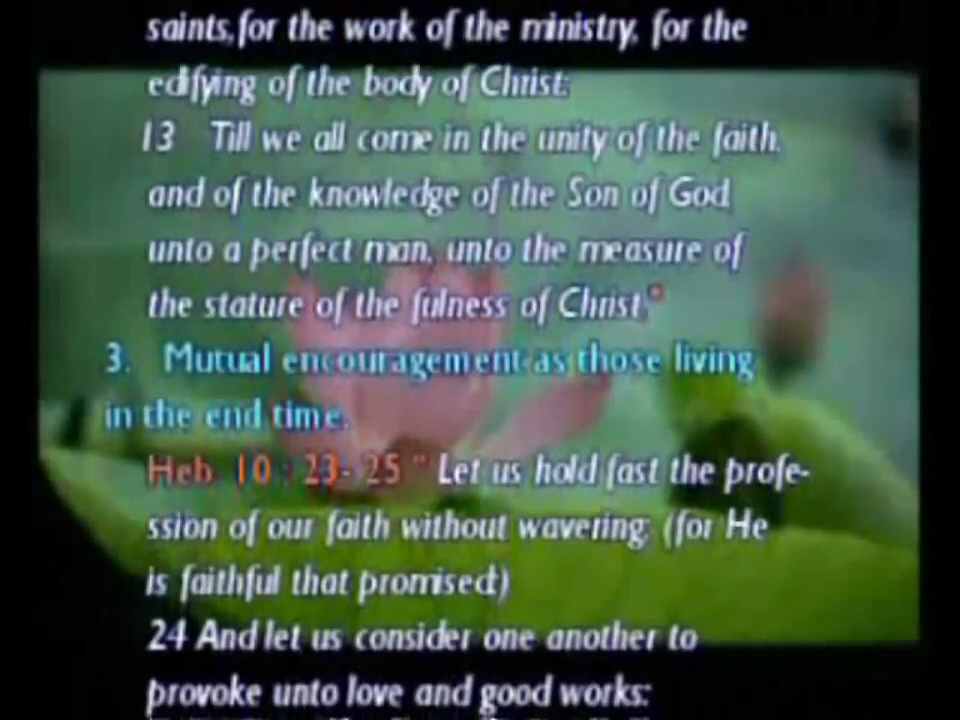 saints, for the work of the ministry, for the
edifying of the body of Christ:
13 Till we all come in the unity of the faith,
and of the knowledge of the Son of God,
unto a perfect man, unto the measure of
the stature of the fulness of Christ."
3. Mutual encouragement as those living
in the end time.
Heb. 10 : 23- 25 " Let us hold fast the profe-
ssion of our faith without wavering; (for He
is faithful that promised:)
24 And let us consider one another to
provoke unto love and good works: